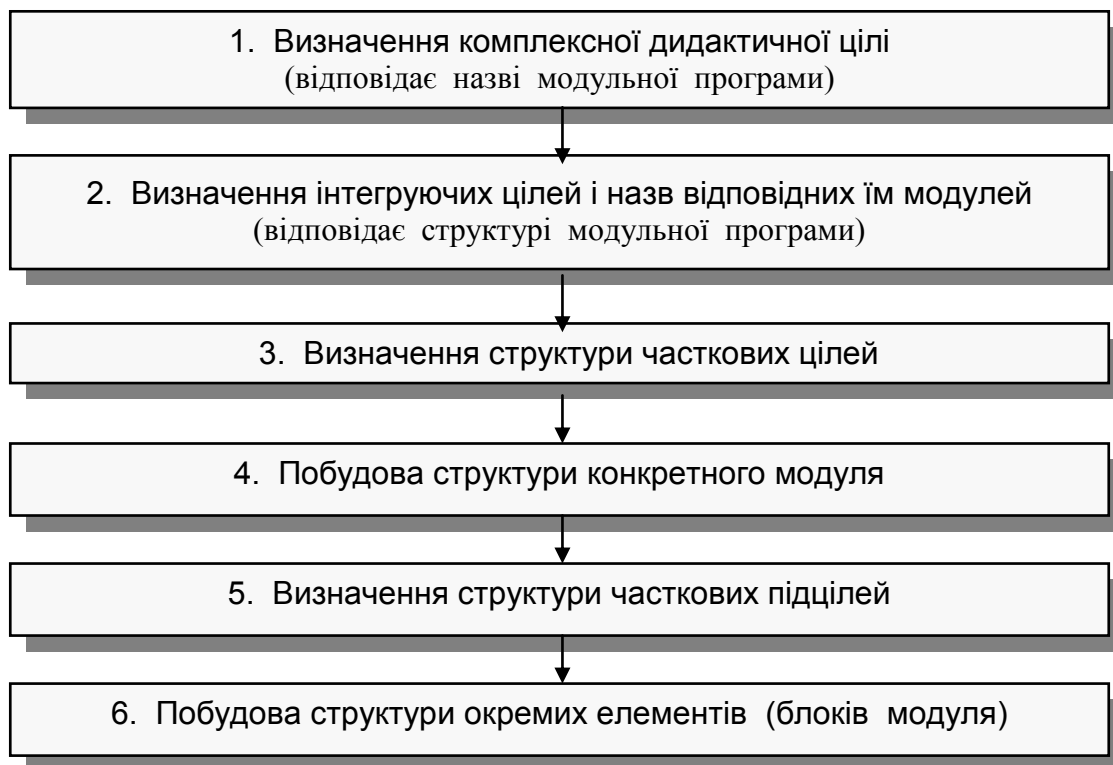 1. Визначення комплексної дидактичної цілі
(відповідає назві модульної програми)
2. Визначення інтегруючих цілей і назв відповідних їм модулей
(відповідає структурі модульної програми)
3. Визначення структури часткових цілей
4. Побудова структури конкретного модуля
5. Визначення структури часткових підцілей
6. Побудова структури окремих елементів (блоків модуля)